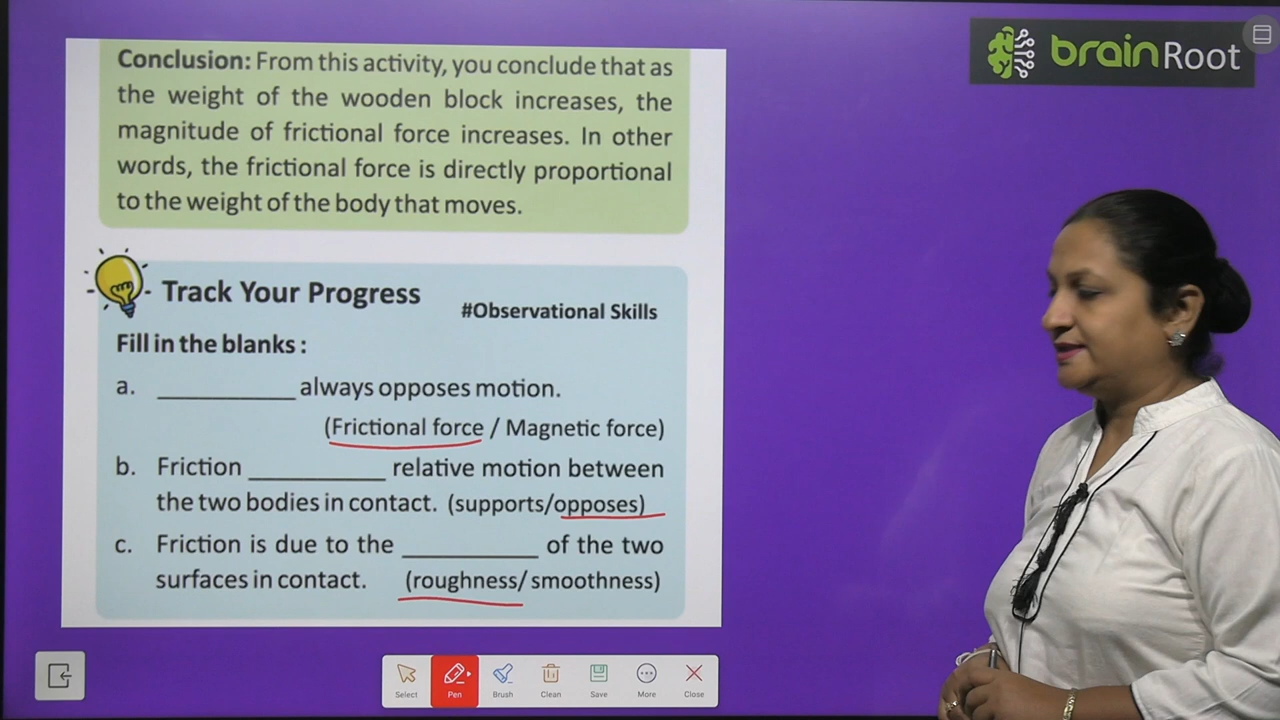 brainRoot
Conclusion: From this activity, you conclude that as
the weight of the wooden block increases, the
magnitude of frictional force increases. In other
words, the frictional force is directly proportional
to the weight of the body that moves.
Track Your Progress
#Observational Skills
Fill in the blanks :
a. __________ always opposes motion.
(Frictional force / Magnetic force)
b. Friction __________ relative motion between
the two bodies in contact. (supports/opposes)
c. Friction is due to the __________ of the two
surfaces in contact. (roughness/ smoothness)
Select Pen Brush Clean Save More Close